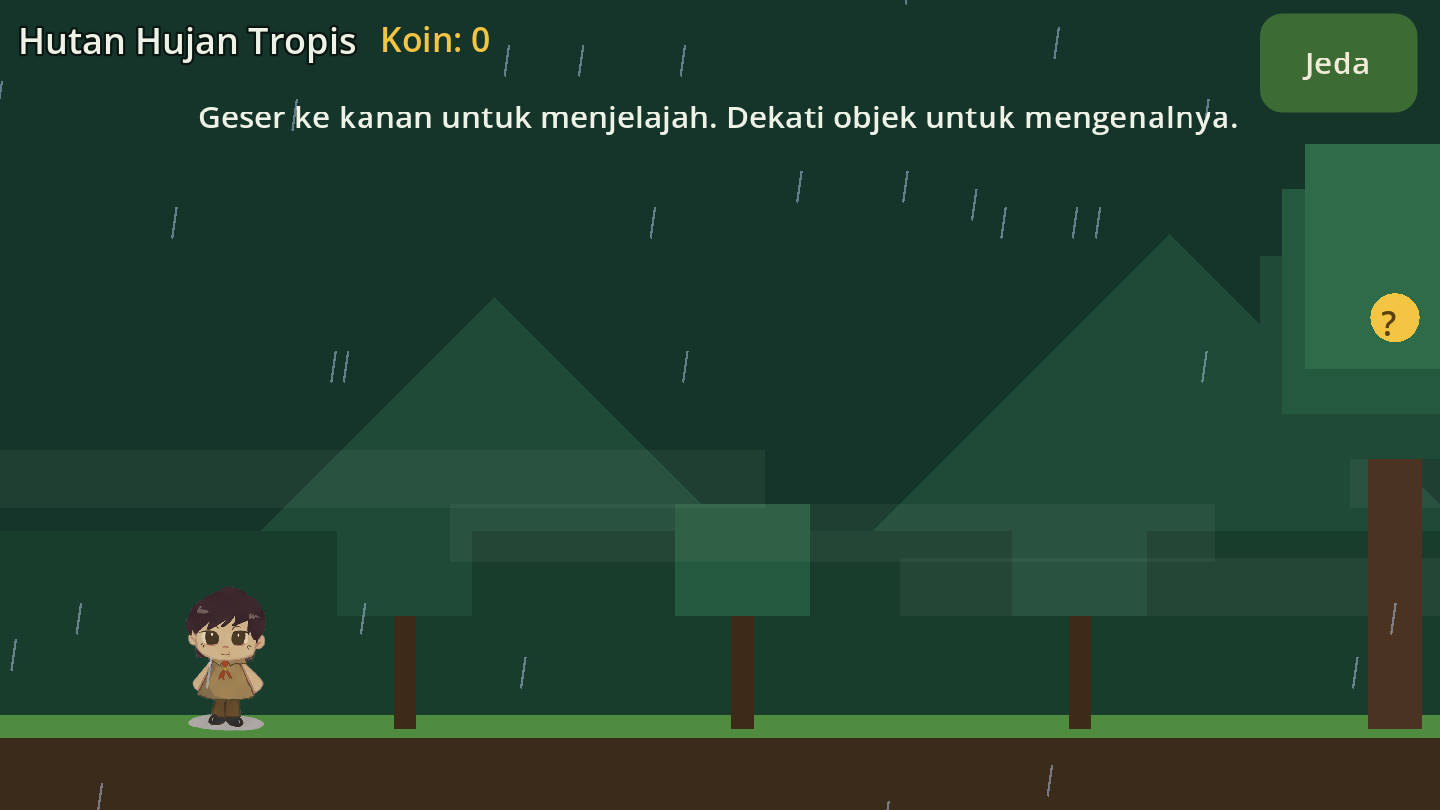 Hutan Hujan Tropis
Koin: 0
Jeda
Geser ke kanan untuk menjelajah. Dekati objek untuk mengenalnya.
?